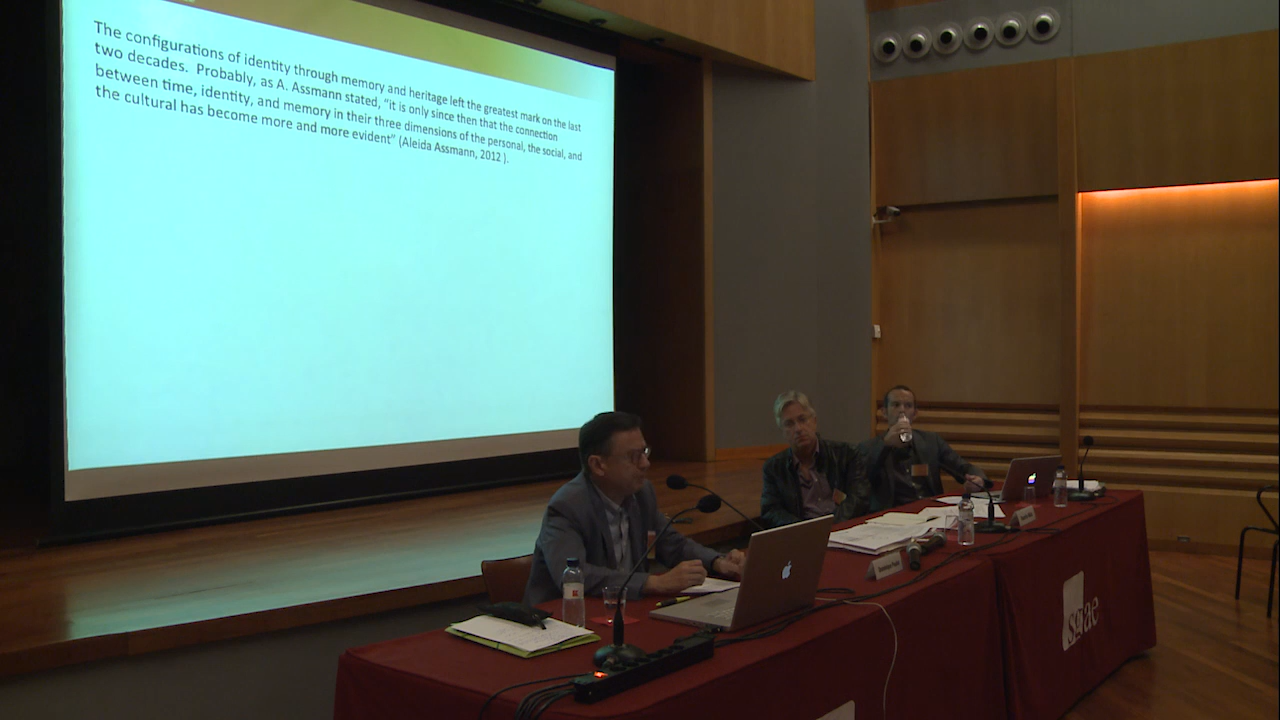 The configurations of identity through memory and heritage left the greatest mark on the last
two decades.  Probably, as A. Assmann stated, “it is only since then that the connection
between time, identity, and memory in their three dimensions of the personal, the social, and
the cultural has become more and more evident” (Aleida Assmann, 2012 ).
sgae